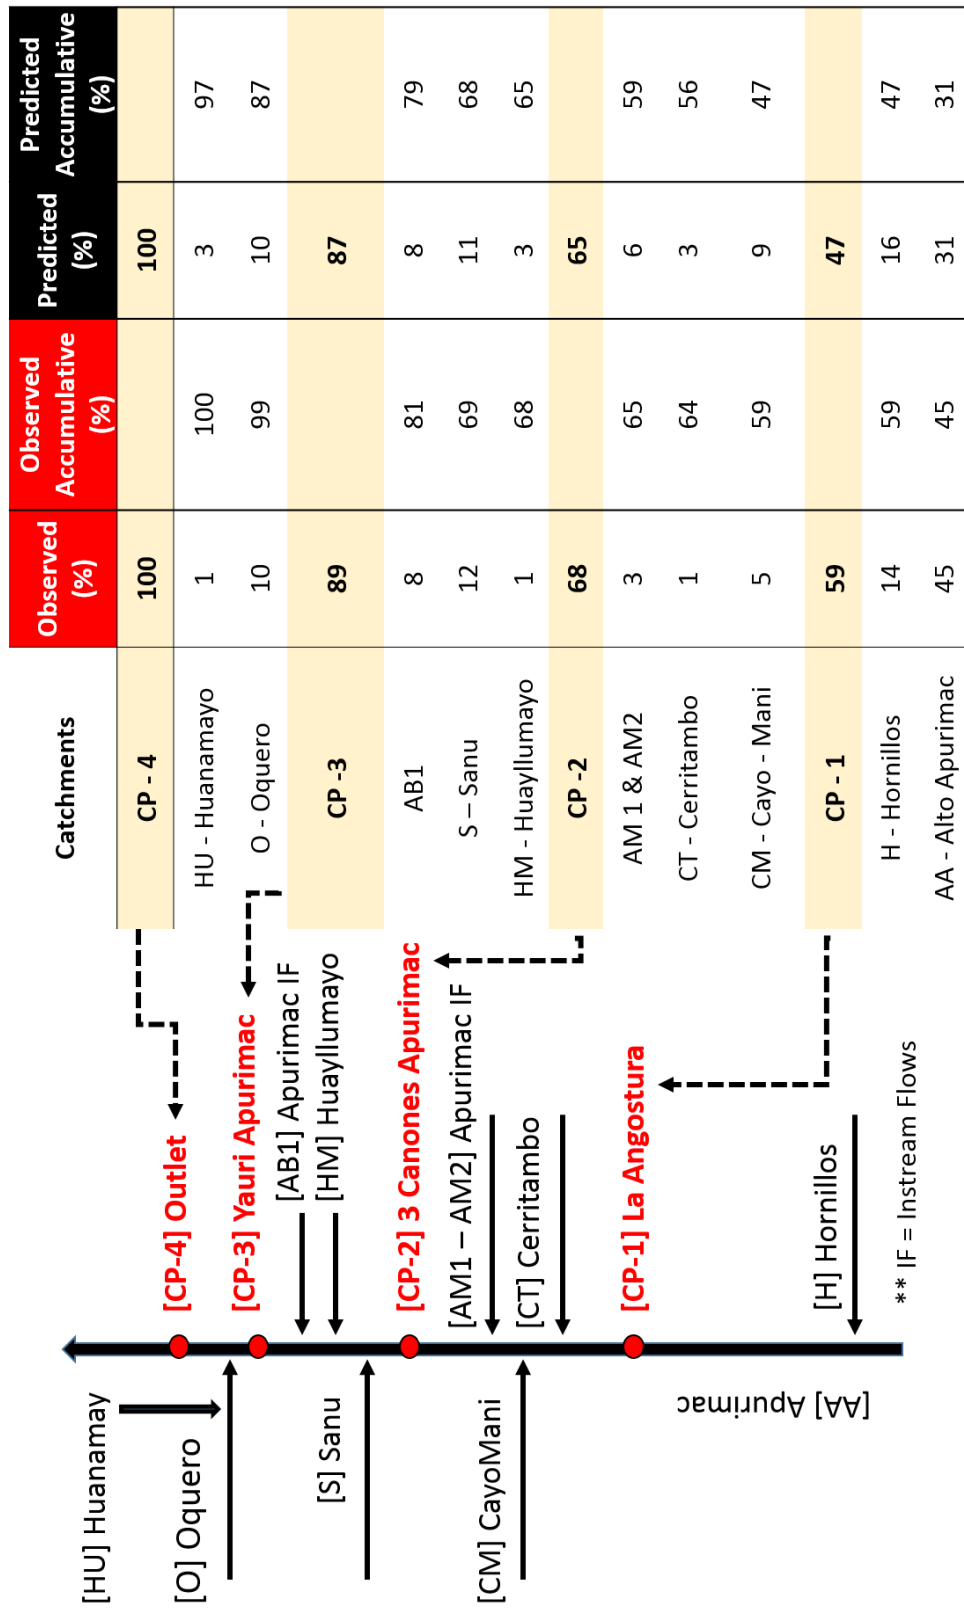 [HU] Huanamay
[O] Oquero
[S] Sanu
[CM] CayoMani
[AA] Apurimac
[CP-4] Outlet
[CP-3] Yauri Apurimac
[AB1] Apurimac IF
[HM] Huayllumayo
[CP-2] 3 Canones Apurimac
[AM1 – AM2] Apurimac IF
[CT] Cerritambo
[CP-1] La Angostura
[H] Hornillos
** IF = Instream Flows
Catchments Observed (%) Observed Accumulative (%) Predicted (%) Predicted Accumulative (%)
CP - 4 100 100
HU - Huanamayo 1 100 3 97
O - Oquero 10 99 10 87
CP -3 89 87
AB1 8 81 8 79
S – Sanu 12 69 11 68
HM - Huayllumayo 1 68 3 65
CP -2 68 65
AM 1 & AM2 3 65 6 59
CT - Cerritambo 1 64 3 56
CM - Cayo - Mani 5 59 9 47
CP - 1 59 47
H - Hornillos 14 59 16 47
AA - Alto Apurimac 45 45 31 31